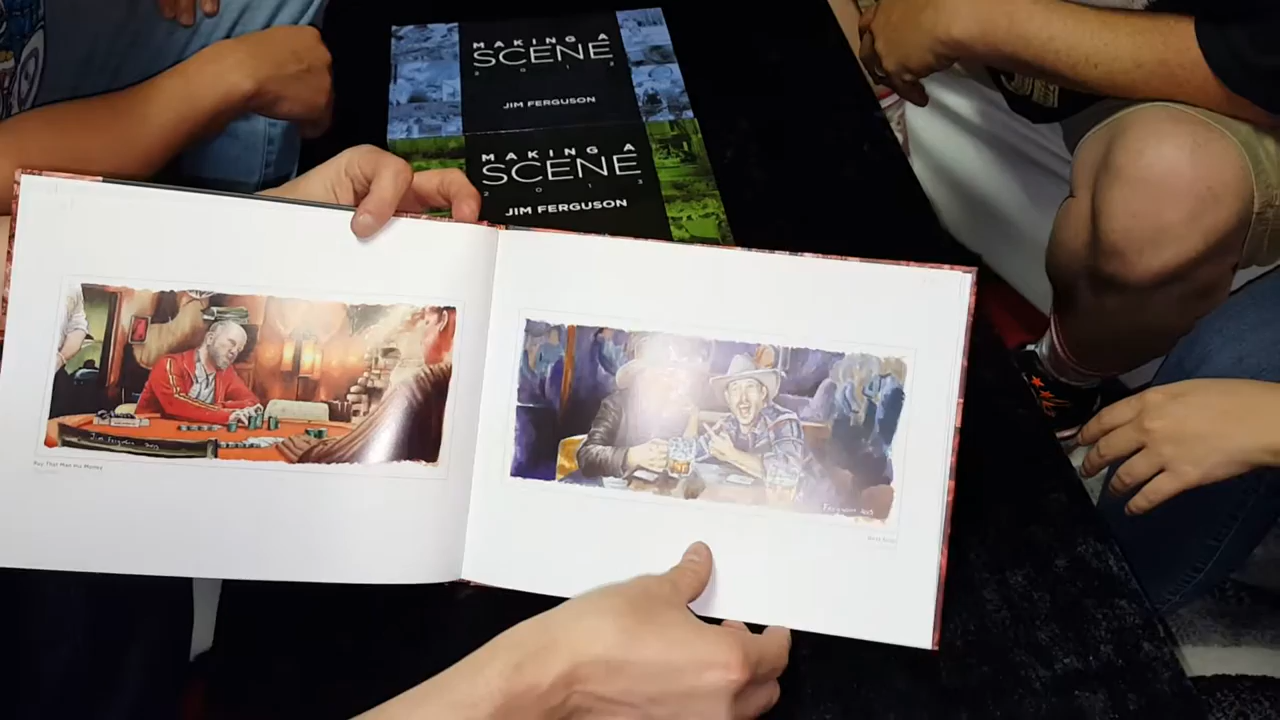 MAKING A
SCENE
2012
JIM FERGUSON
MAKING A
SCENE
2013
JIM FERGUSON
Jim Ferguson
Pay That Man His Money
Ferguson